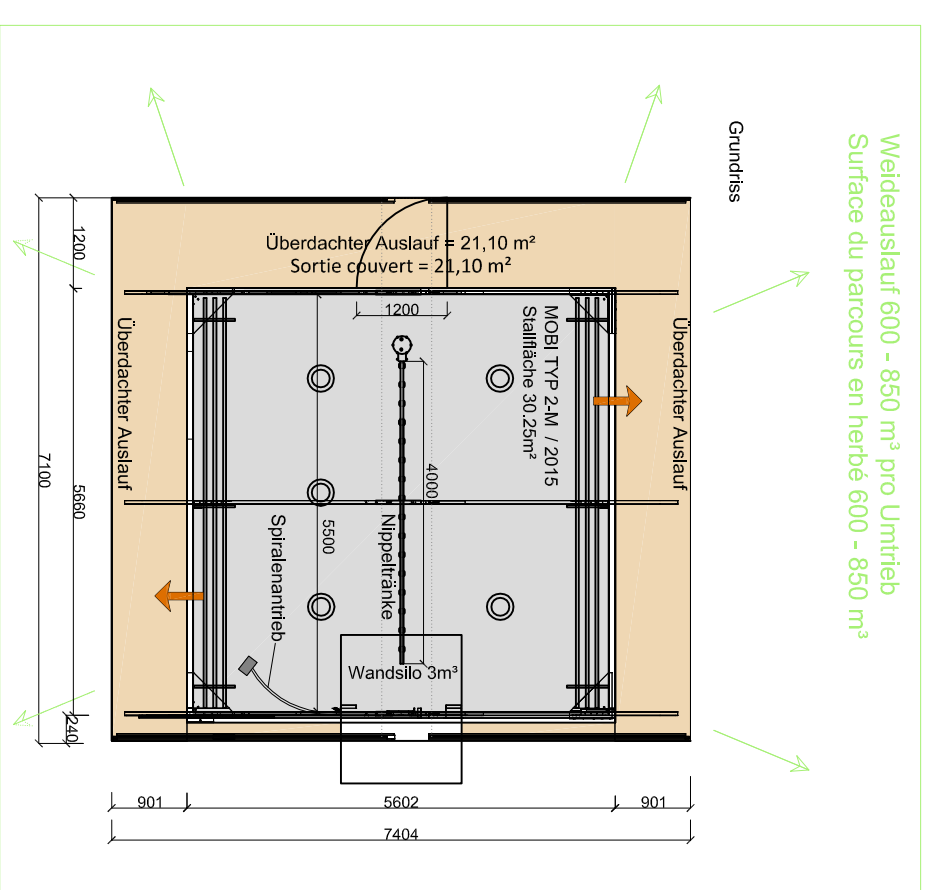 Weideauslauf 600 - 850 m³ pro Umtrieb
Surface du parcours en herbé 600 - 850 m³
Grundriss
Überdachter Auslauf = 21,10 m²
Sortie couvert = 21,10 m²
1200
MOBI TYP 2-M / 2015
Stallfläche 30.25m²
Überdachter Auslauf
Überdachter Auslauf
4000
Nippeltränke
5500
Spiralenantrieb
Wandsilo 3m³
1200
5660
240
7100
901
5602
901
7404